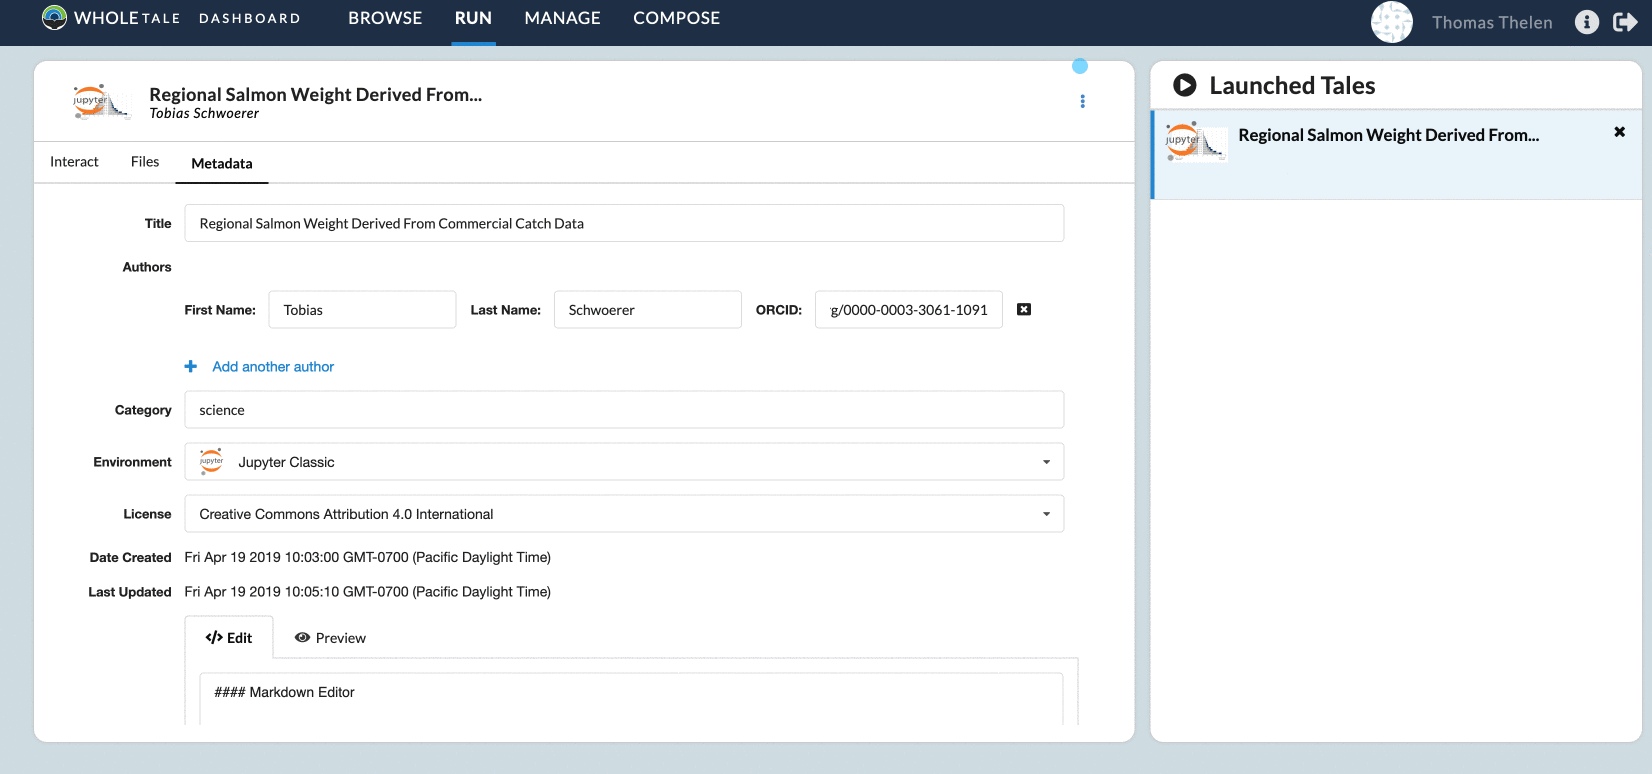 WHOLETALE DASHBOARD BROWSE RUN MANAGE COMPOSE Thomas Thelen
jupyter
Regional Salmon Weight Derived From...
Tobias Schwoerer
Interact Files Metadata
Title Regional Salmon Weight Derived From Commercial Catch Data
Authors
First Name: Tobias Last Name: Schwoerer ORCID: g/0000-0003-3061-1091
Add another author
Category science
Environment jupyter Jupyter Classic
License Creative Commons Attribution 4.0 International
Date Created Fri Apr 19 2019 10:03:00 GMT-0700 (Pacific Daylight Time)
Last Updated Fri Apr 19 2019 10:05:10 GMT-0700 (Pacific Daylight Time)
</> Edit Preview
#### Markdown Editor
Launched Tales
jupyter
Regional Salmon Weight Derived From...